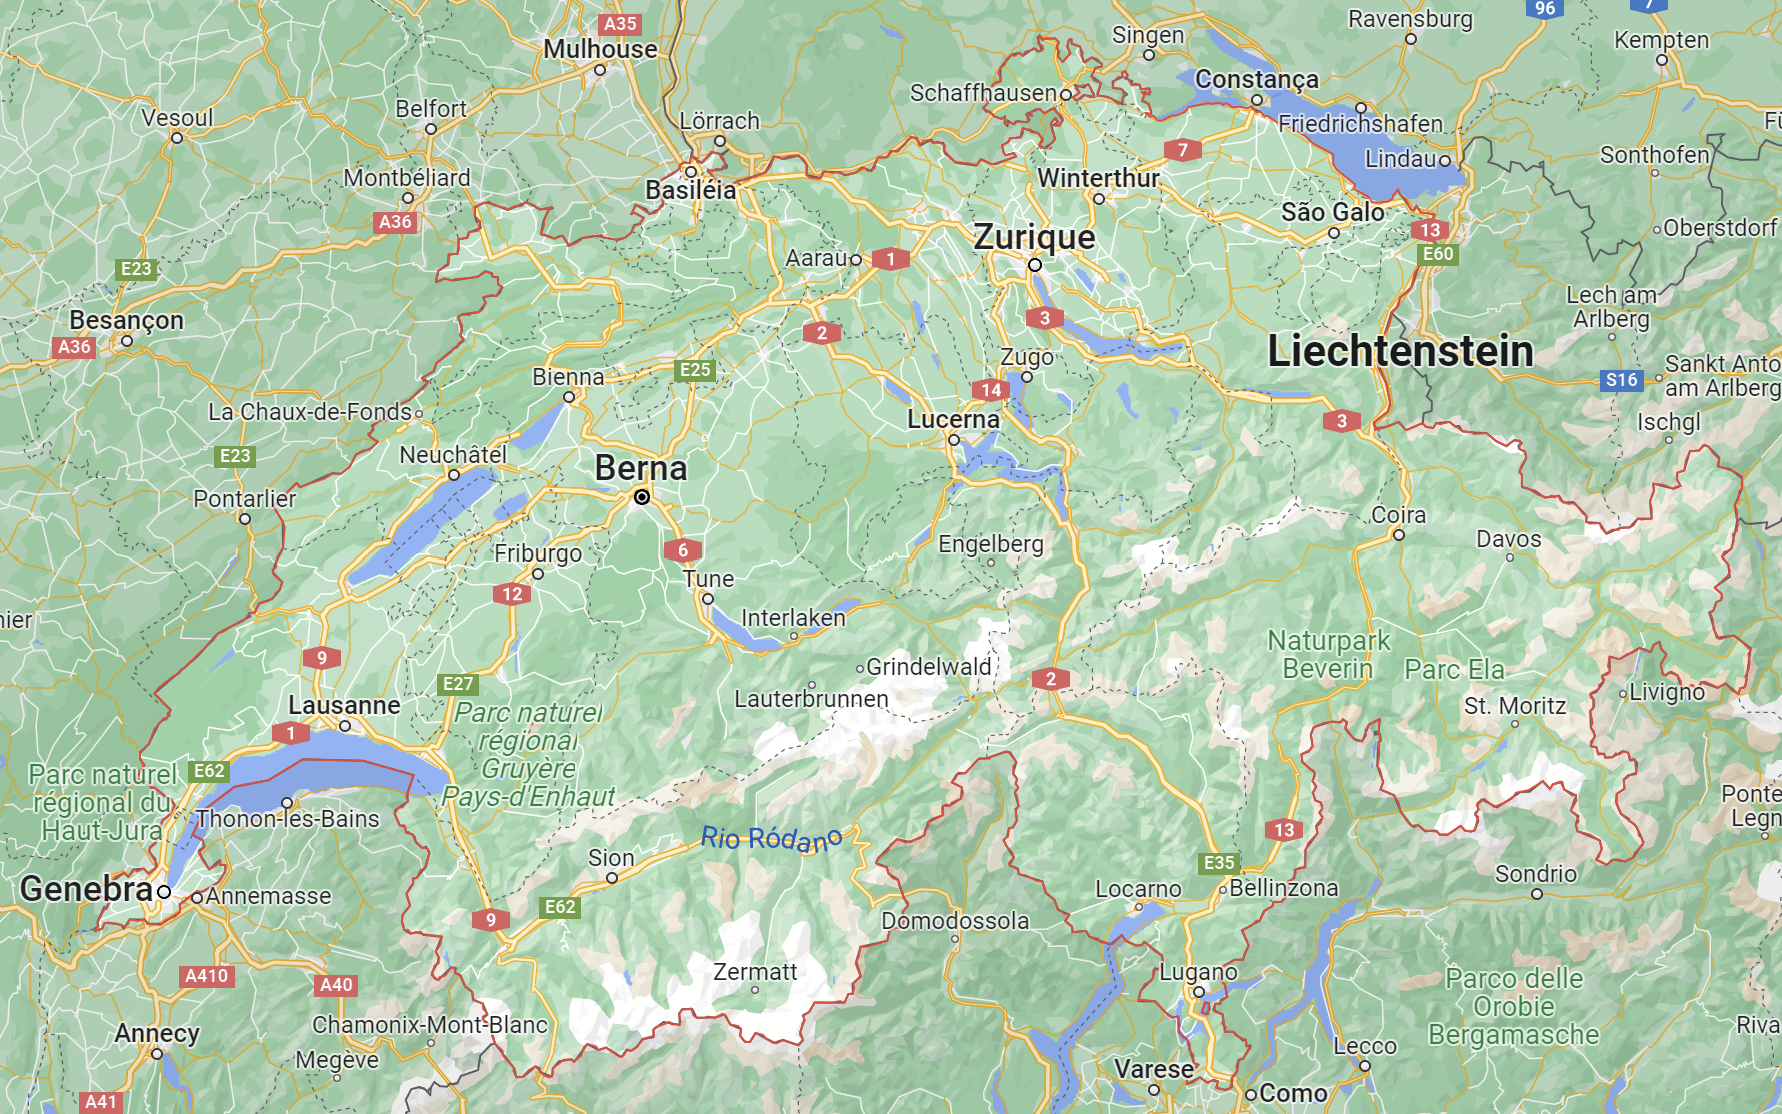 96
7
A35
Ravensburg
Singen
Kempten
Mulhouse
Constança
Schaffhausen
Belfort
Vesoul
Lörrach
Friedrichshafen
Lindau
Sonthofen
7
Montbéliard
Basiléia
Winterthur
A36
São Galo
13
Oberstdorf
Zurique
E60
Aarau
1
E23
Lech am
Arlberg
Besançon
A36
2
3
Liechtenstein
Zugo
Sankt Anto
am Arlberg
E25
Bienna
S16
14
La Chaux-de-Fonds
Lucerna
3
Ischgl
E23
Neuchâtel
Berna
Pontarlier
Coira
Davos
Engelberg
6
Friburgo
12
Tune
Interlaken
nier
9
Grindelwald
Naturpark
Beverin
Parc Ela
E27
2
Lauterbrunnen
Livigno
Lausanne
St. Moritz
Parc naturel
régional
Gruyère
Pays-d'Enhaut
1
E62
Parc naturel
régional du
Haut-Jura
Thonon-les-Bains
Ponte
Legn
Rio Ródano
13
Sion
E35
Genebra
Annemasse
Locarno
Bellinzona
Sondrio
9
E62
Domodossola
A410
A40
Zermatt
Lugano
Parco delle
Orobie
Bergamasche
Annecy
Chamonix-Mont-Blanc
Megève
Riva
Lecco
Varese
Como
A41